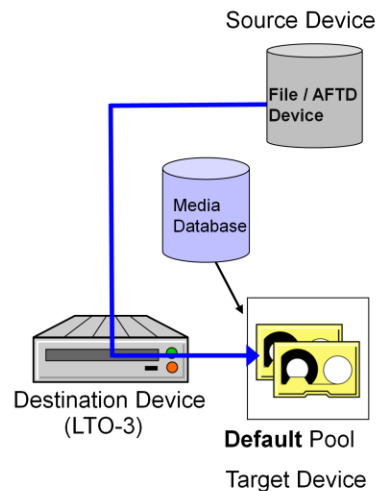 Source Device
File / AFTD
Device
Media
Database
Destination Device
(LTO-3)
Default Pool
Target Device